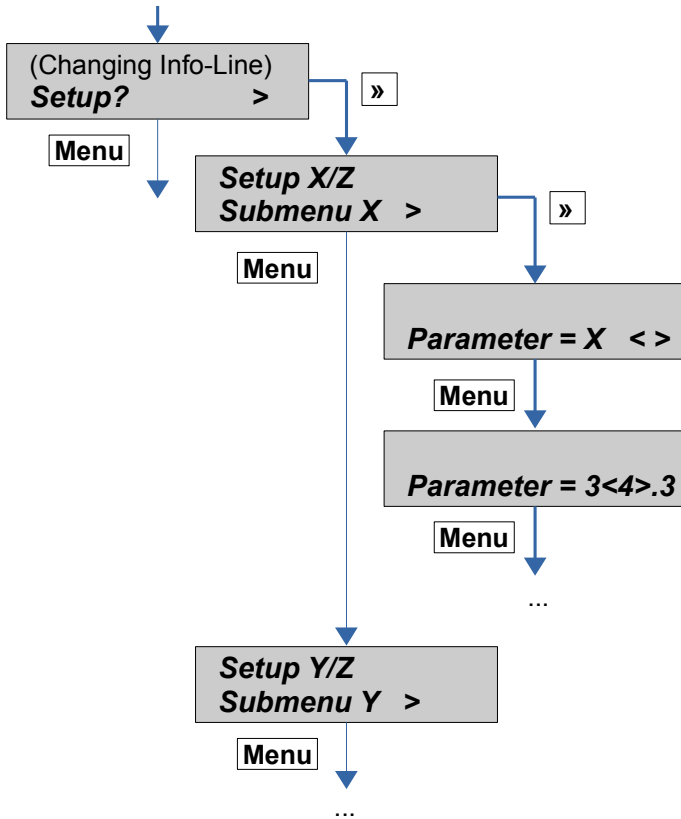 (Changing Info-Line)
Setup? >
»
Menu
Setup X/Z
Submenu X >
»
Menu
Parameter = X < >
Menu
Parameter = 3<4>.3
Menu
...
Setup Y/Z
Submenu Y >
Menu
...